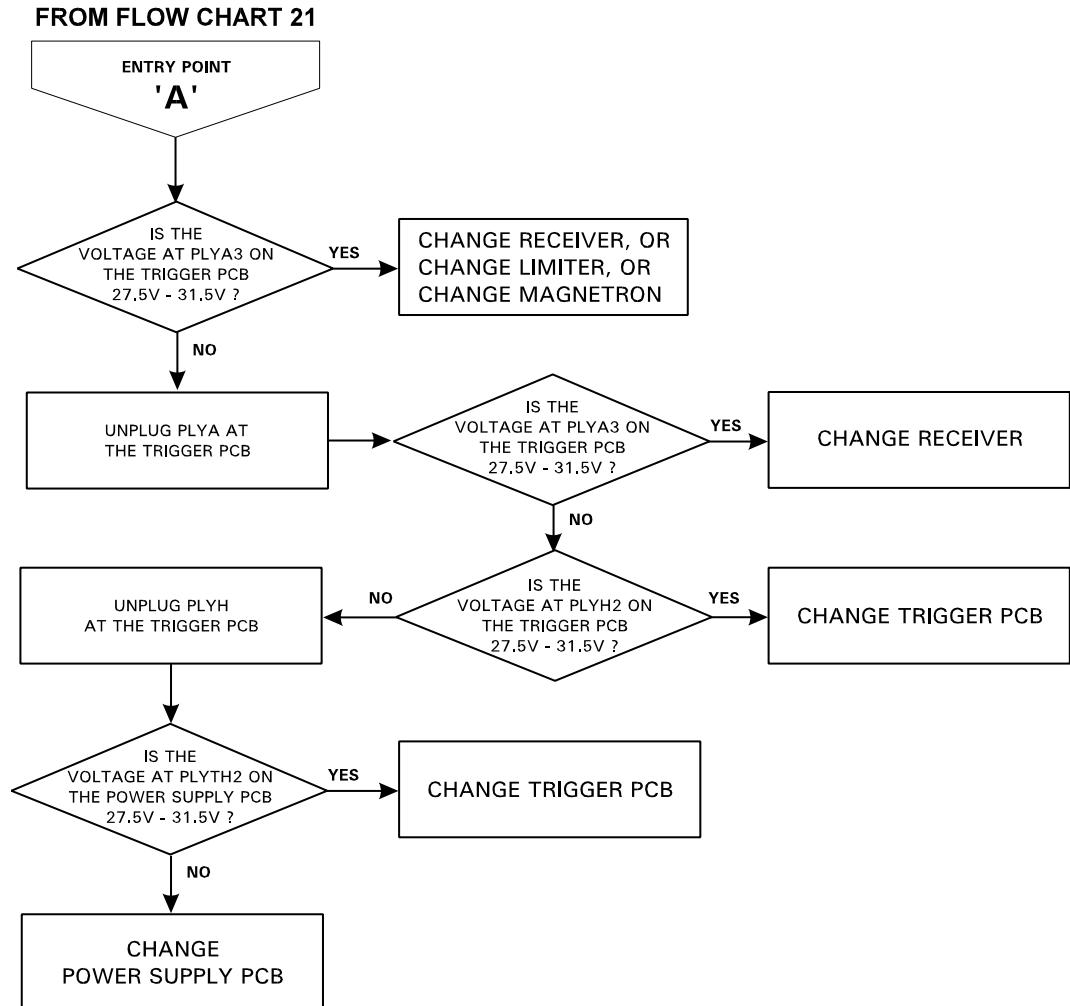 FROM FLOW CHART 21
ENTRY POINT
'A'
IS THE
VOLTAGE AT PLYA3 ON
THE TRIGGER PCB
27.5V - 31.5V ?
YES
CHANGE RECEIVER, OR
CHANGE LIMITER, OR
CHANGE MAGNETRON
NO
UNPLUG PLYA AT
THE TRIGGER PCB
IS THE
VOLTAGE AT PLYA3 ON
THE TRIGGER PCB
27.5V - 31.5V ?
YES
CHANGE RECEIVER
NO
IS THE
VOLTAGE AT PLYH2 ON
THE TRIGGER PCB
27.5V - 31.5V ?
YES
CHANGE TRIGGER PCB
NO
UNPLUG PLYH
AT THE TRIGGER PCB
IS THE
VOLTAGE AT PLYTH2 ON
THE POWER SUPPLY PCB
27.5V - 31.5V ?
YES
CHANGE TRIGGER PCB
NO
CHANGE
POWER SUPPLY PCB